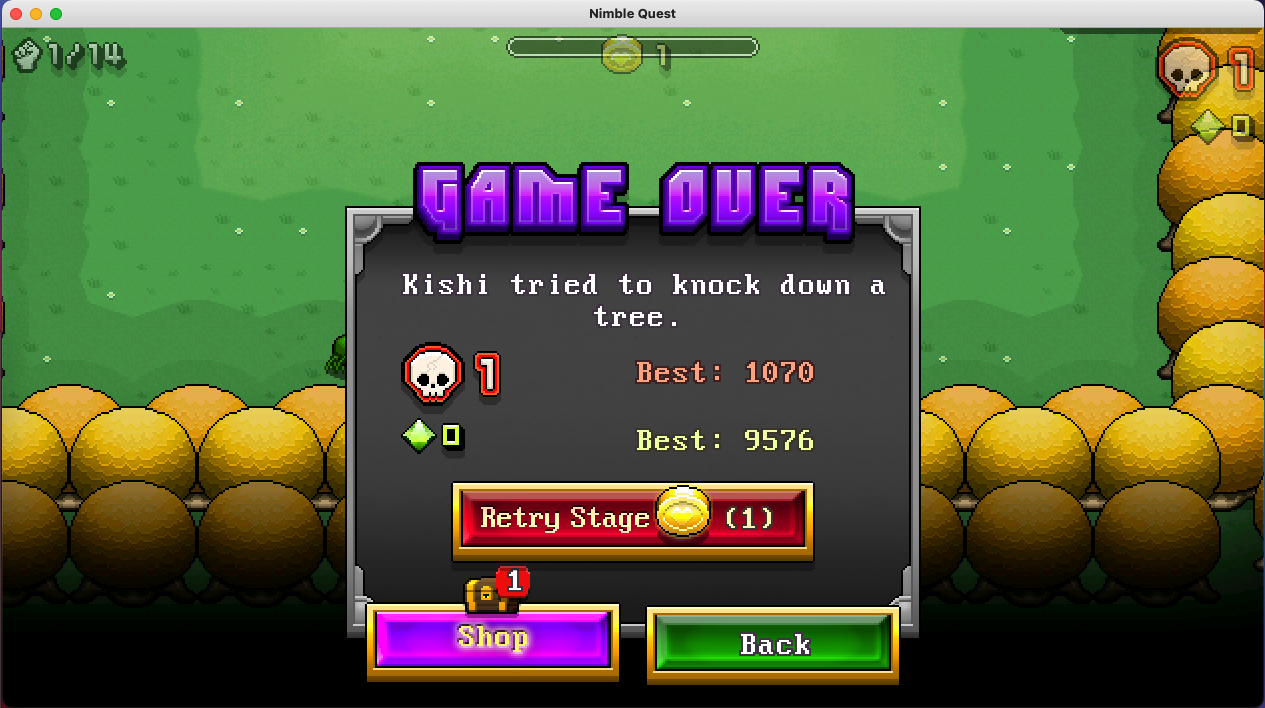 Nimble Quest
1/14
1
1
0
GAME OVER
Kishi tried to knock down a
tree.
1
Best: 1070
0
Best: 9576
Retry Stage (1)
1
Shop
Back